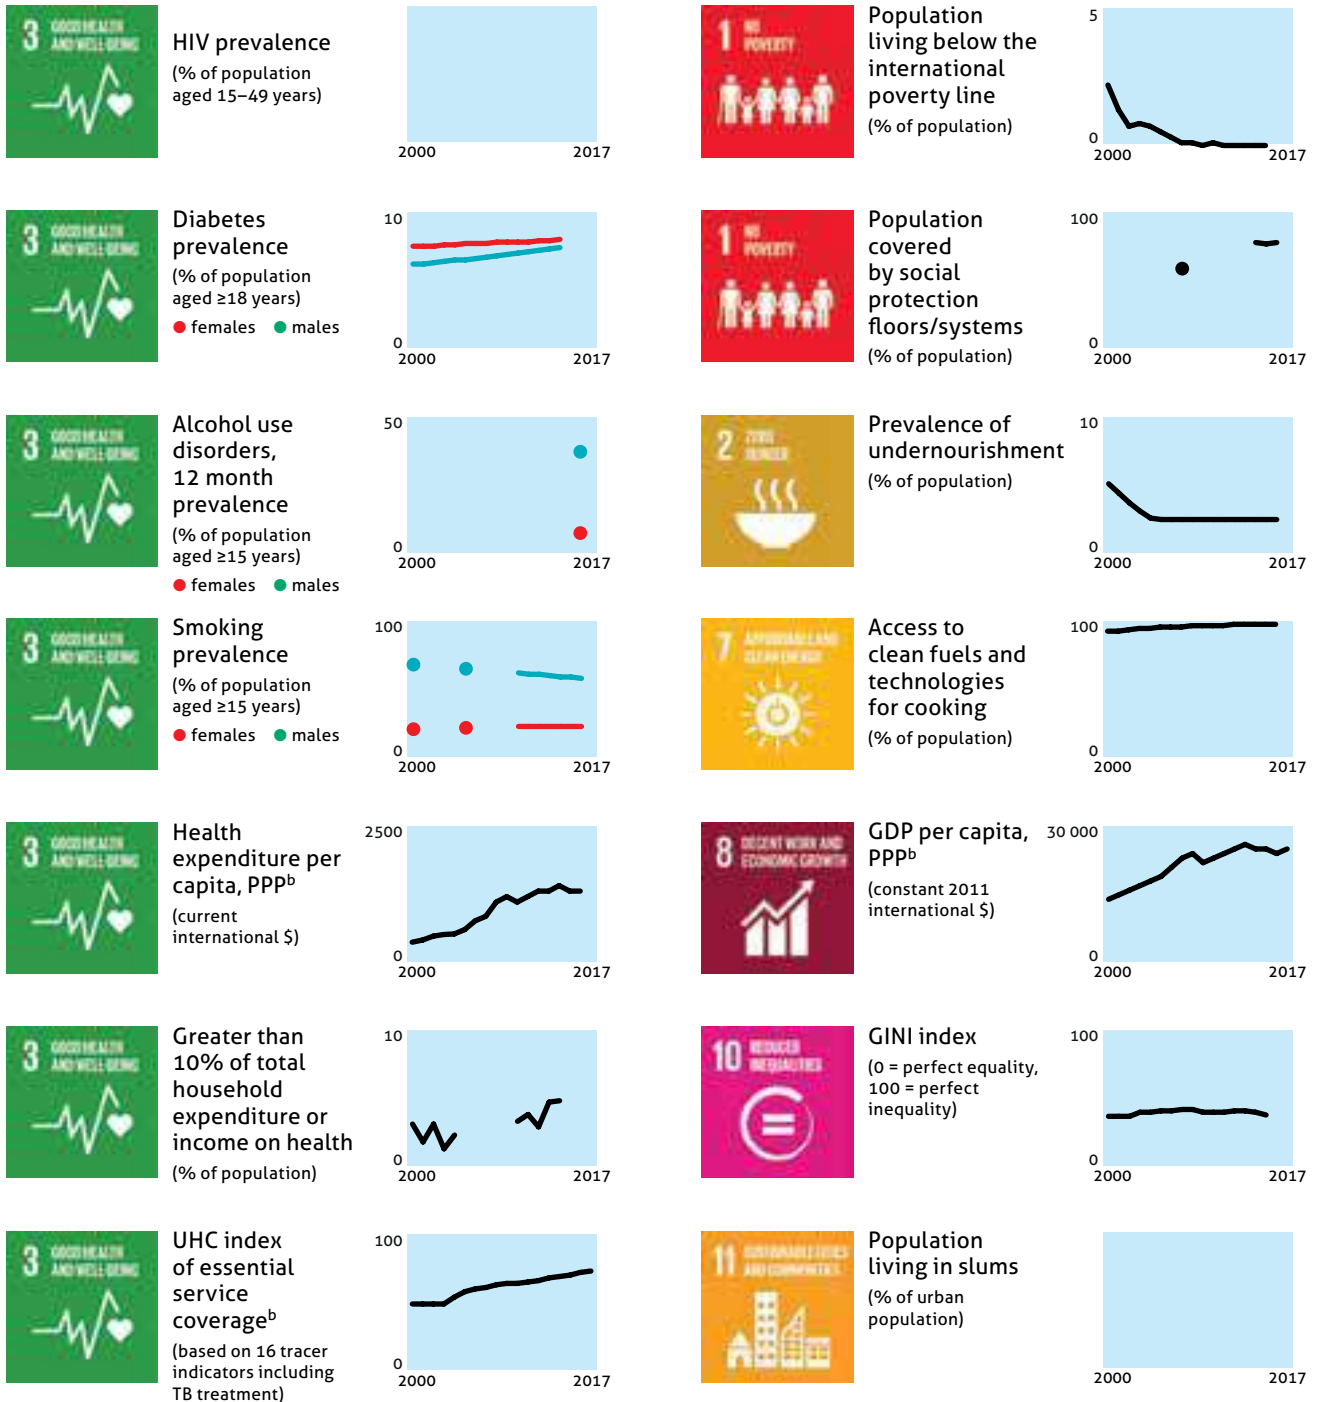 3 GOOD HEALTH
AND WELL-BEING
HIV prevalence
(% of population
aged 15–49 years)
2000 2017
3 GOOD HEALTH
AND WELL-BEING
Diabetes
prevalence
(% of population
aged ≥18 years)
females males
10
0
2000 2017
3 GOOD HEALTH
AND WELL-BEING
Alcohol use
disorders,
12 month
prevalence
(% of population
aged ≥15 years)
females males
50
0
2000 2017
3 GOOD HEALTH
AND WELL-BEING
Smoking
prevalence
(% of population
aged ≥15 years)
females males
100
0
2000 2017
3 GOOD HEALTH
AND WELL-BEING
Health
expenditure per
capita, PPPᵇ
(current
international $)
2500
0
2000 2017
3 GOOD HEALTH
AND WELL-BEING
Greater than
10% of total
household
expenditure or
income on health
(% of population)
10
0
2000 2017
3 GOOD HEALTH
AND WELL-BEING
UHC index
of essential
service
coverageᵇ
(based on 16 tracer
indicators including
TB treatment)
100
0
2000 2017
1 NO
POVERTY
Population
living below the
international
poverty line
(% of population)
5
0
2000 2017
1 NO
POVERTY
Population
covered
by social
protection
floors/systems
(% of population)
100
0
2000 2017
2 ZERO
HUNGER
Prevalence of
undernourishment
(% of population)
10
0
2000 2017
7 AFFORDABLE AND
CLEAN ENERGY
Access to
clean fuels and
technologies
for cooking
(% of population)
100
0
2000 2017
8 DECENT WORK AND
ECONOMIC GROWTH
GDP per capita,
PPPᵇ
(constant 2011
international $)
30 000
0
2000 2017
10 REDUCED
INEQUALITIES
GINI index
(0 = perfect equality,
100 = perfect
inequality)
100
0
2000 2017
11 SUSTAINABLE CITIES
AND COMMUNITIES
Population
living in slums
(% of urban
population)
2000 2017